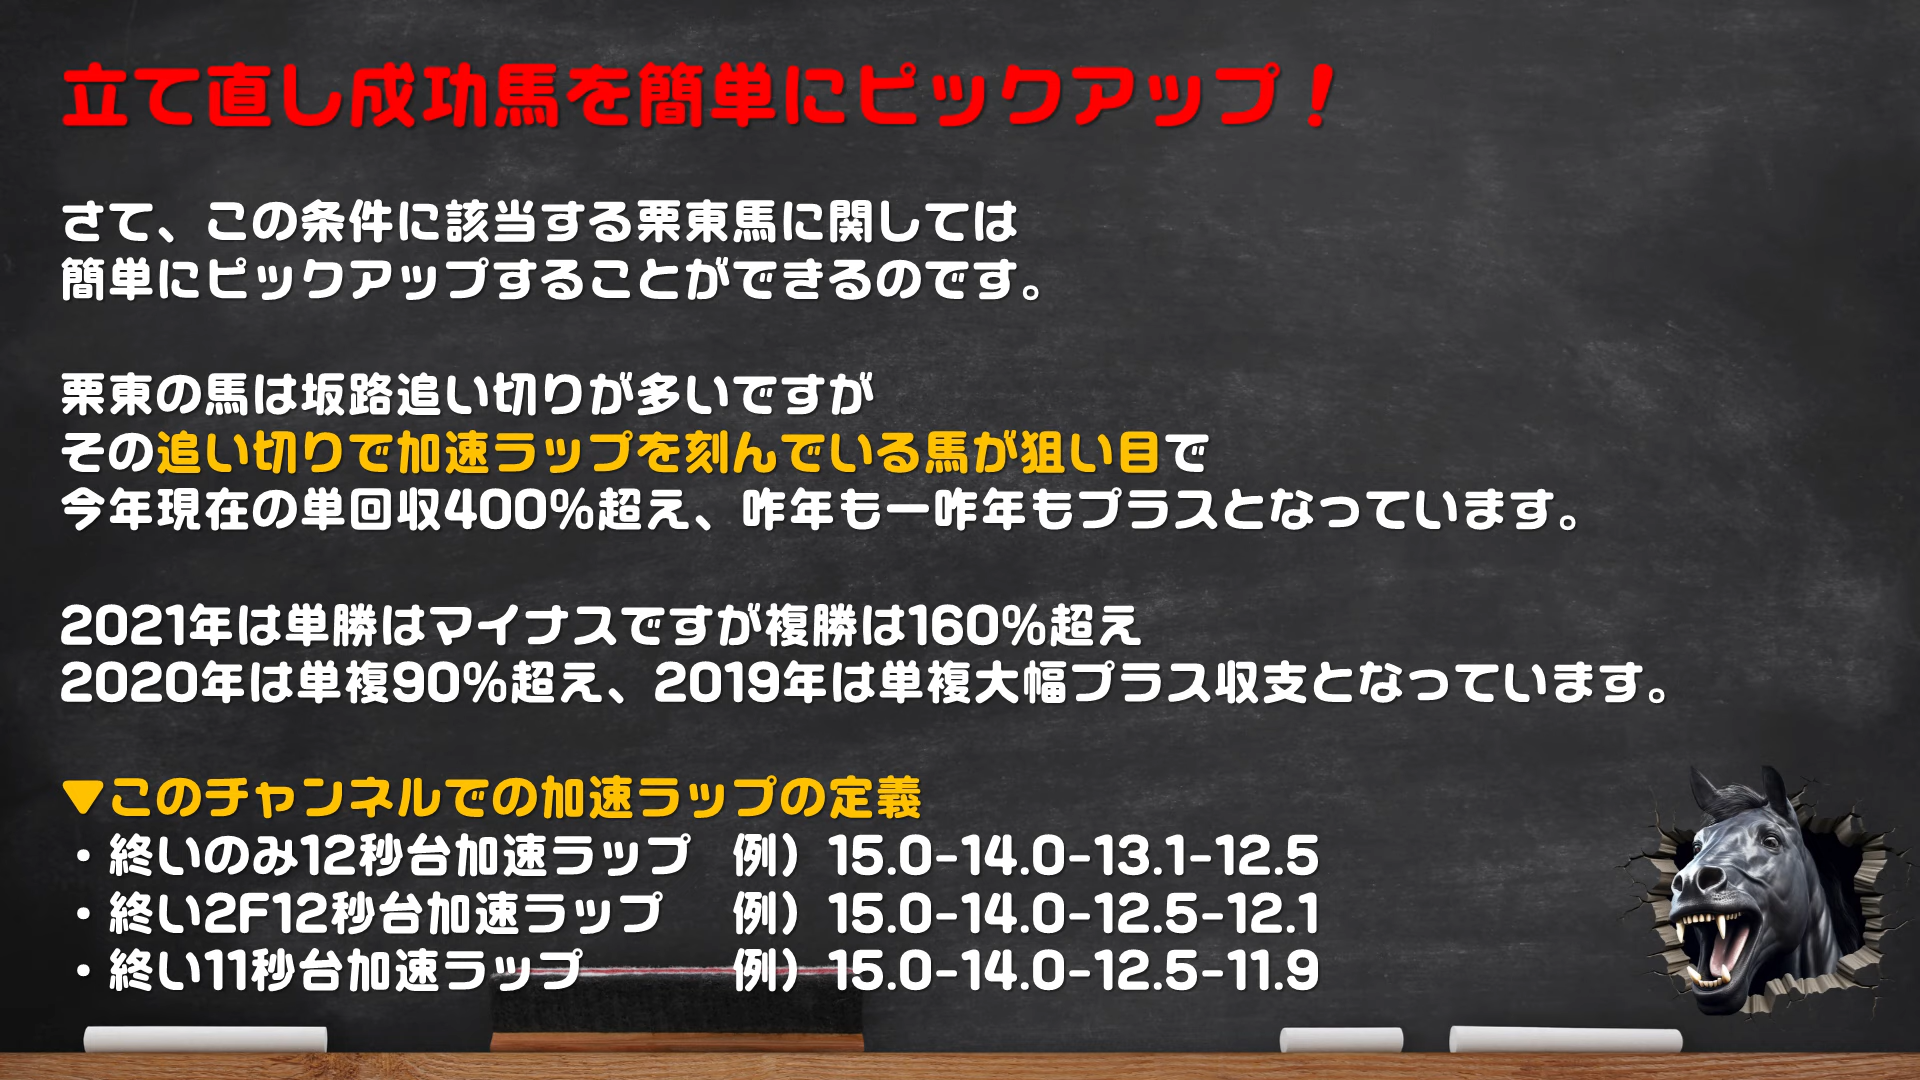 立て直し成功馬を簡単にピックアップ！
さて、この条件に該当する栗東馬に関しては
簡単にピックアップすることができるのです。
栗東の馬は坂路追い切りが多いですが
その追い切りで加速ラップを刻んでいる馬が狙い目で
今年現在の単回収400%超え、昨年も一昨年もプラスとなっています。
2021年は単勝はマイナスですが複勝は160%超え
2020年は単複90%超え、2019年は単複大幅プラス収支となっています。
▼このチャンネルでの加速ラップの定義
・終いのみ12秒台加速ラップ　例）15.0-14.0-13.1-12.5
・終い2F12秒台加速ラップ　例）15.0-14.0-12.5-12.1
・終い11秒台加速ラップ　例）15.0-14.0-12.5-11.9